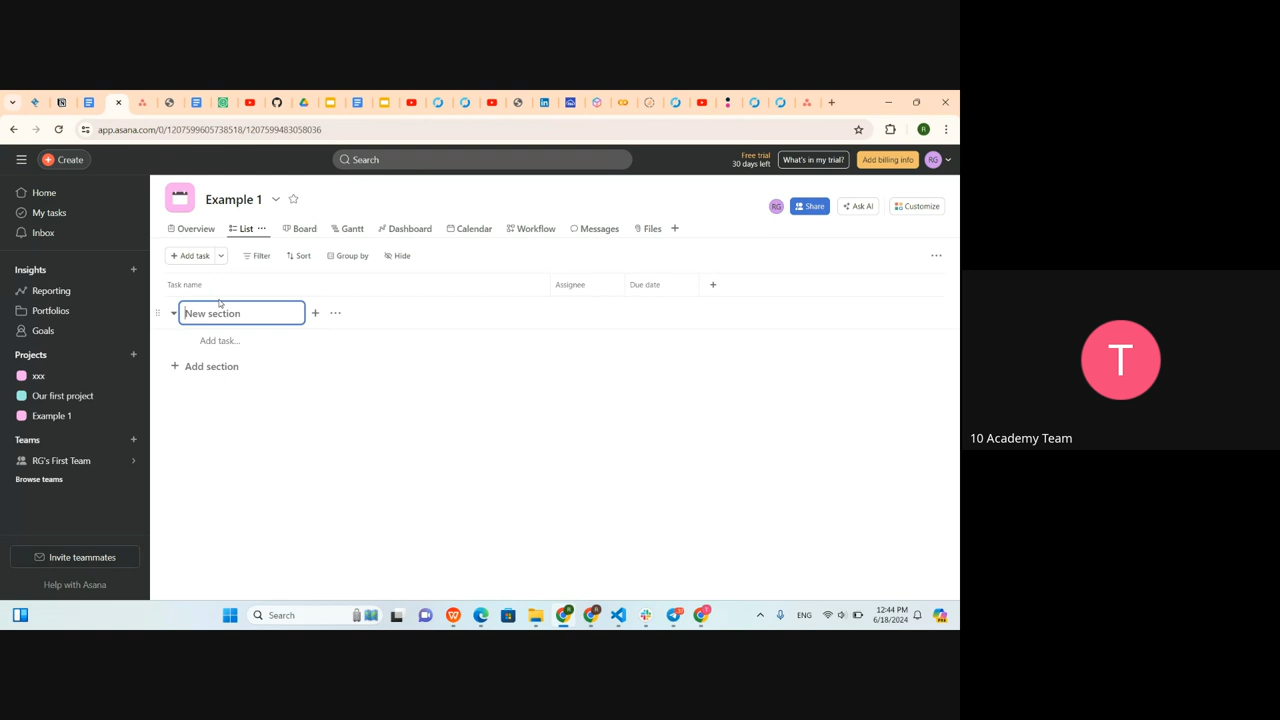 app.asana.com/0/1207599605738518/1207599483058036
Create
Search
Free trial
30 days left
What's in my trial?
Add billing info
RG
Home
My tasks
Inbox
Insights
Reporting
Portfolios
Goals
Projects
xxx
Our first project
Example 1
Teams
RG's First Team
Browse teams
Invite teammates
Help with Asana
Example 1
RG
Share
Ask AI
Customize
Overview
List
Board
Gantt
Dashboard
Calendar
Workflow
Messages
Files
Add task
Filter
Sort
Group by
Hide
Task name
Assignee
Due date
New section
Add task...
Add section
T
10 Academy Team
Search
ENG
12:44 PM
6/18/2024